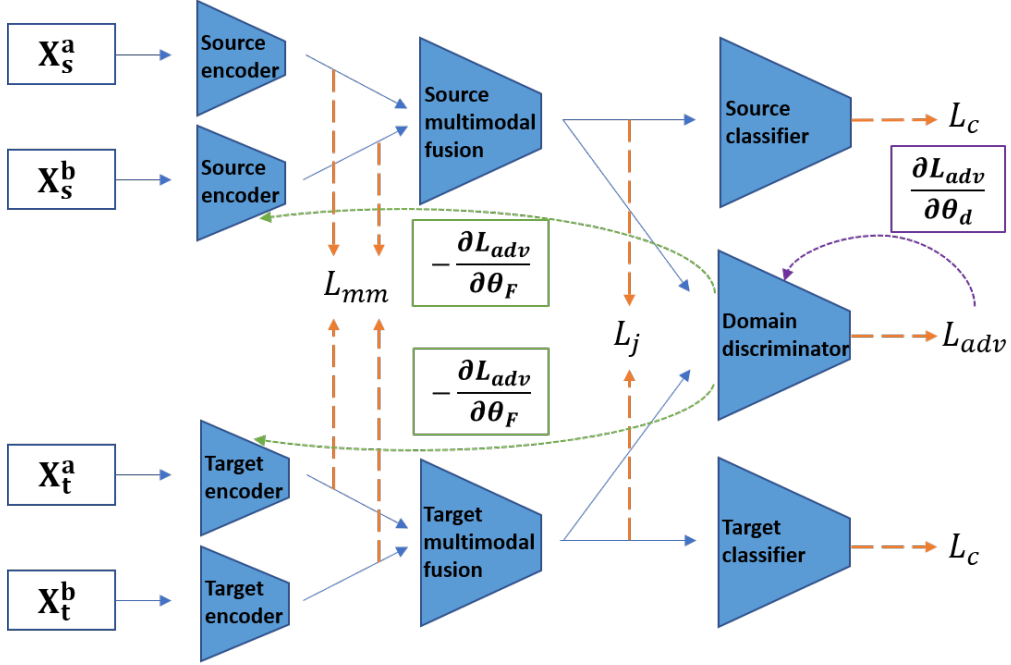 X_s^a
Source
encoder
Source
multimodal
fusion
Source
classifier
L_c
X_s^b
Source
encoder
∂L_adv
∂θ_d
− ∂L_adv
∂θ_F
L_mm
L_j
Domain
discriminator
L_adv
− ∂L_adv
∂θ_F
X_t^a
Target
encoder
Target
multimodal
fusion
Target
classifier
L_c
X_t^b
Target
encoder